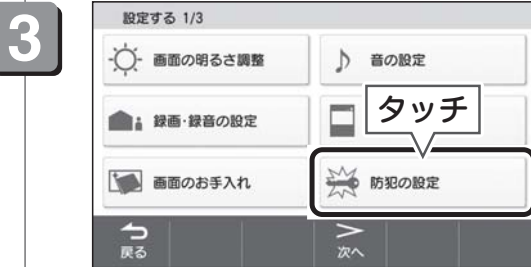 3
設定する 1/3
画面の明るさ調整
音の設定
録画・録音の設定
タッチ
画面のお手入れ
防犯の設定
戻る
次へ